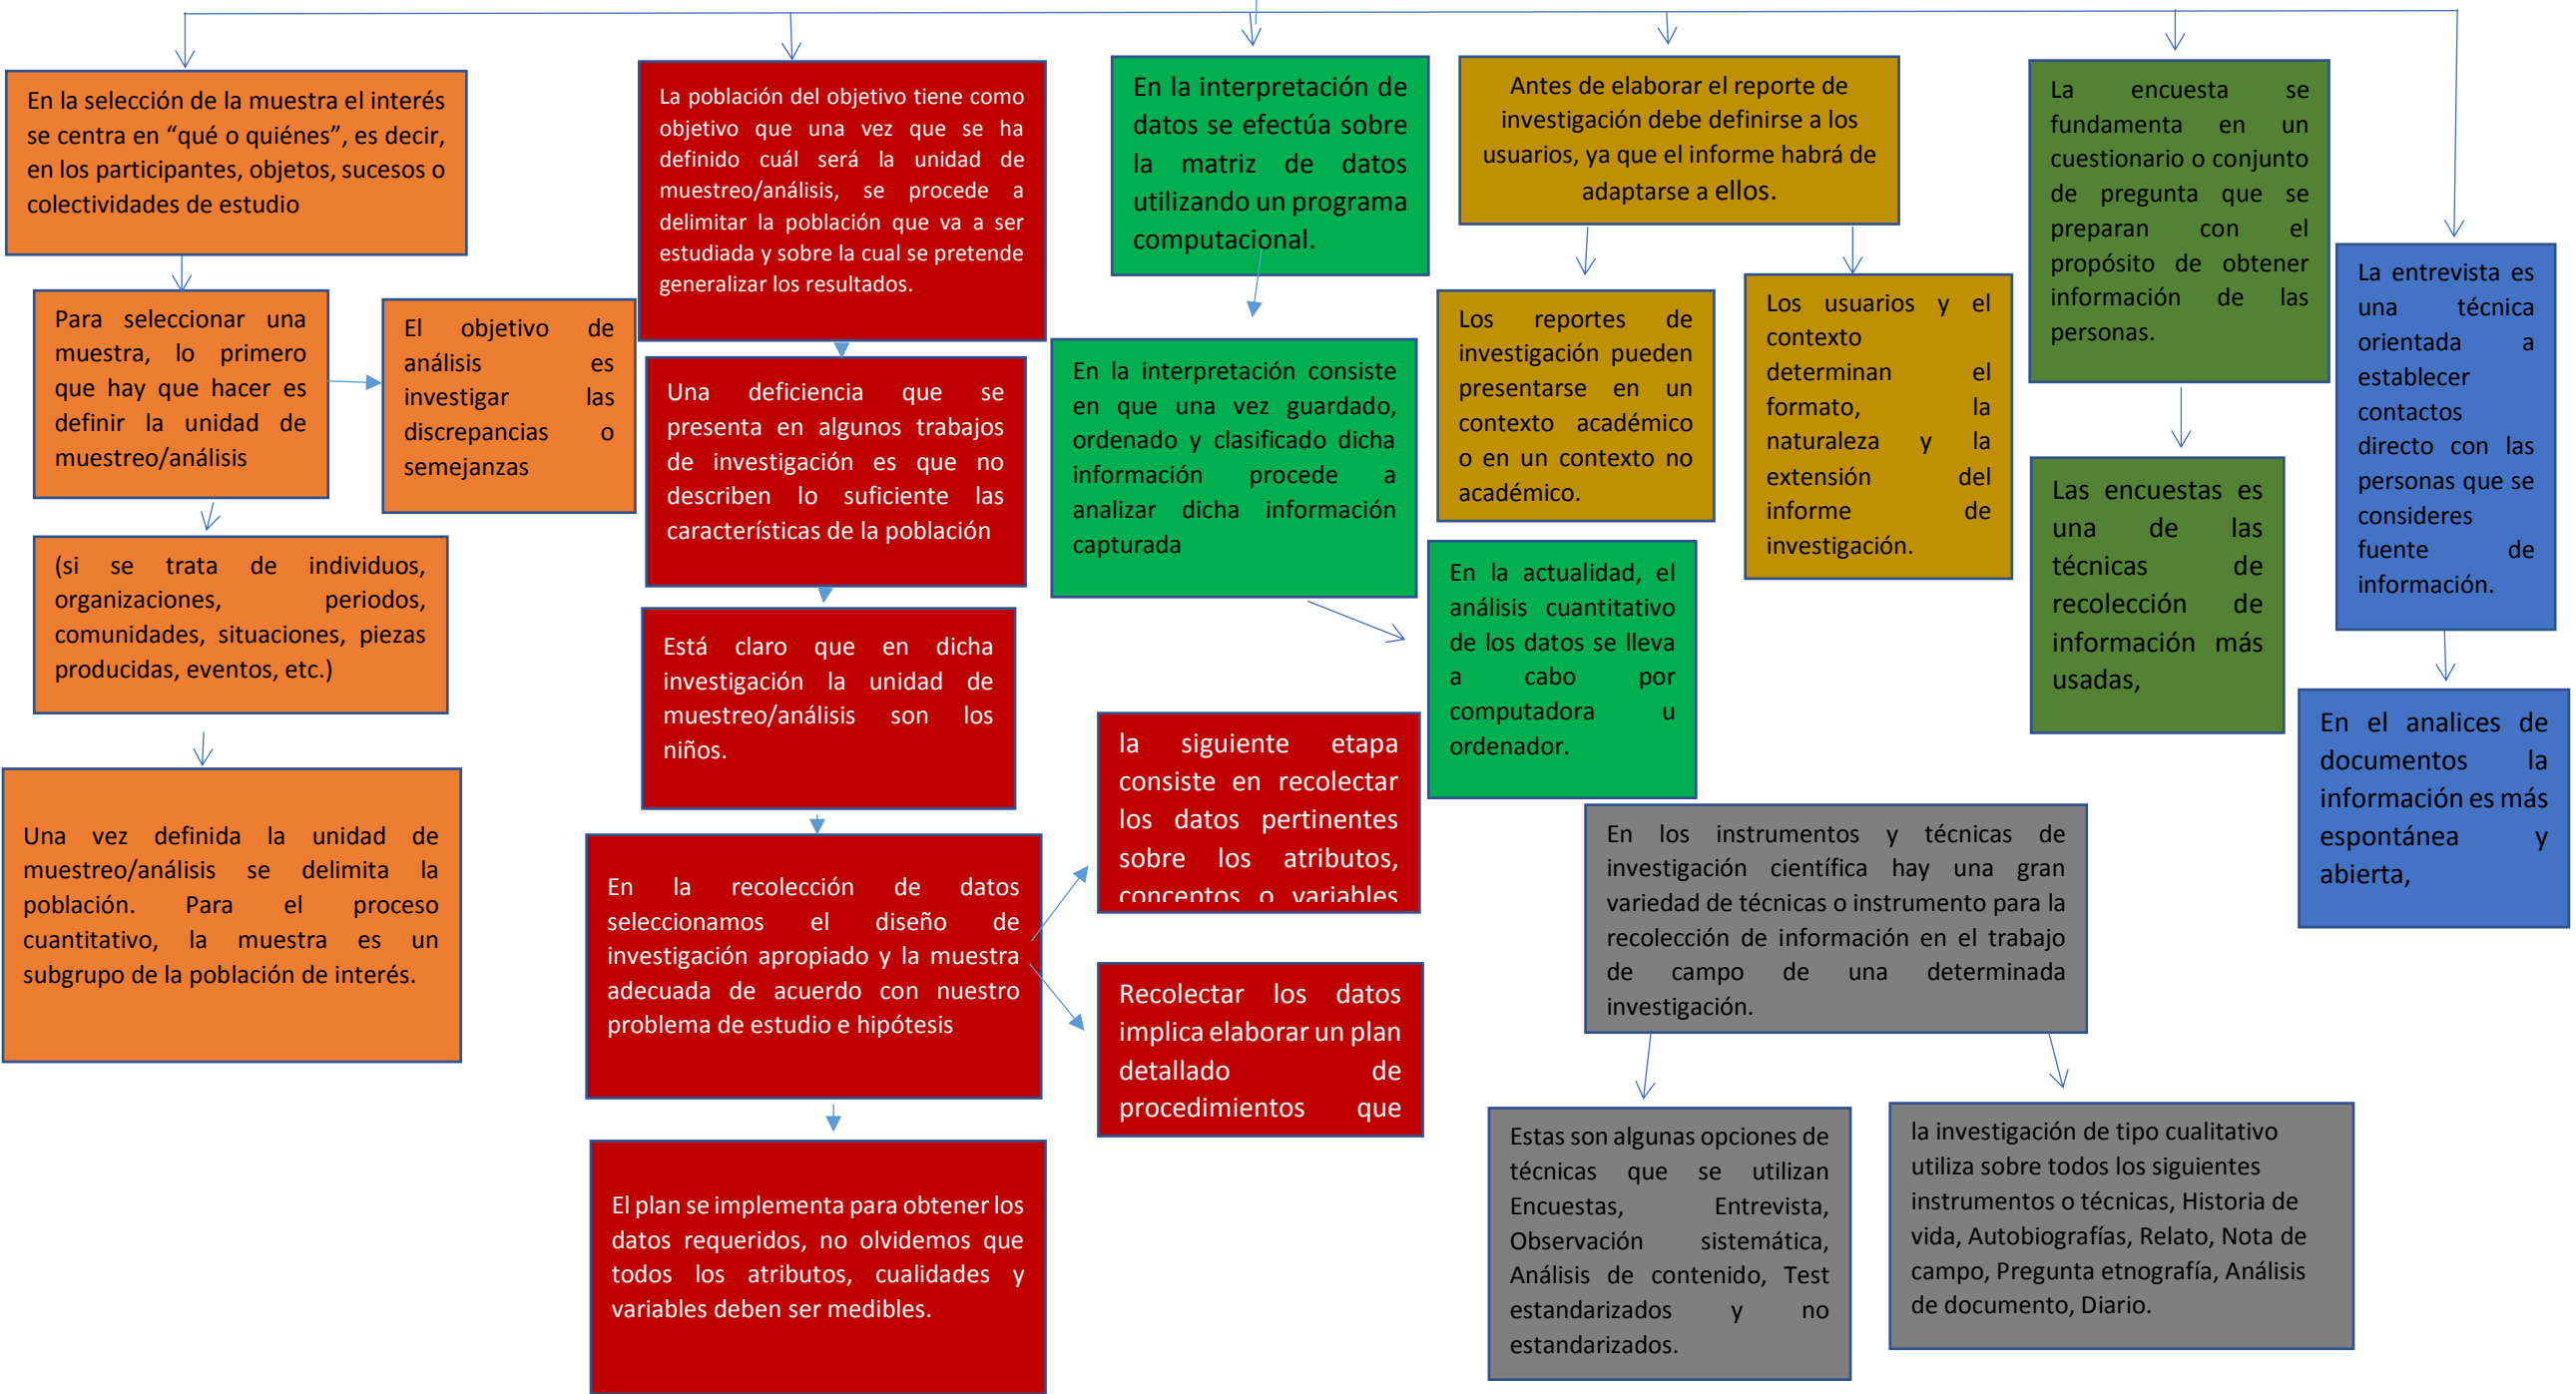 En la selección de la muestra el interés
se centra en “qué o quiénes”, es decir,
en los participantes, objetos, sucesos o
colectividades de estudio
Para seleccionar una
muestra, lo primero
que hay que hacer es
definir la unidad de
muestreo/análisis
El objetivo de
análisis es
investigar las
discrepancias o
semejanzas
(si se trata de individuos,
organizaciones, periodos,
comunidades, situaciones, piezas
producidas, eventos, etc.)
Una vez definida la unidad de
muestreo/análisis se delimita la
población. Para el proceso
cuantitativo, la muestra es un
subgrupo de la población de interés.
La población del objetivo tiene como
objetivo que una vez que se ha
definido cuál será la unidad de
muestreo/análisis, se procede a
delimitar la población que va a ser
estudiada y sobre la cual se pretende
generalizar los resultados.
Una deficiencia que se
presenta en algunos trabajos
de investigación es que no
describen lo suficiente las
características de la población
Está claro que en dicha
investigación la unidad de
muestreo/análisis son los
niños.
En la recolección de datos
seleccionamos el diseño de
investigación apropiado y la muestra
adecuada de acuerdo con nuestro
problema de estudio e hipótesis
la siguiente etapa
consiste en recolectar
los datos pertinentes
sobre los atributos,
conceptos o variables
Recolectar los datos
implica elaborar un plan
detallado de
procedimientos que
El plan se implementa para obtener los
datos requeridos, no olvidemos que
todos los atributos, cualidades y
variables deben ser medibles.
En la interpretación de
datos se efectúa sobre
la matriz de datos
utilizando un programa
computacional.
En la interpretación consiste
en que una vez guardado,
ordenado y clasificado dicha
información procede a
analizar dicha información
capturada
En la actualidad, el
análisis cuantitativo
de los datos se lleva
a cabo por
computadora u
ordenador.
Antes de elaborar el reporte de
investigación debe definirse a los
usuarios, ya que el informe habrá de
adaptarse a ellos.
Los reportes de
investigación pueden
presentarse en un
contexto académico
o en un contexto no
académico.
Los usuarios y el
contexto
determinan el
formato, la
naturaleza y la
extensión del
informe de
investigación.
La encuesta se
fundamenta en un
cuestionario o conjunto
de pregunta que se
preparan con el
propósito de obtener
información de las
personas.
Las encuestas es
una de las
técnicas de
recolección de
información más
usadas,
La entrevista es
una técnica
orientada a
establecer
contactos
directo con las
personas que se
consideres
fuente de
información.
En el analices de
documentos la
información es más
espontánea y
abierta,
En los instrumentos y técnicas de
investigación científica hay una gran
variedad de técnicas o instrumento para la
recolección de información en el trabajo
de campo de una determinada
investigación.
Estas son algunas opciones de
técnicas que se utilizan
Encuestas, Entrevista,
Observación sistemática,
Análisis de contenido, Test
estandarizados y no
estandarizados.
la investigación de tipo cualitativo
utiliza sobre todos los siguientes
instrumentos o técnicas, Historia de
vida, Autobiografías, Relato, Nota de
campo, Pregunta etnografía, Análisis
de documento, Diario.